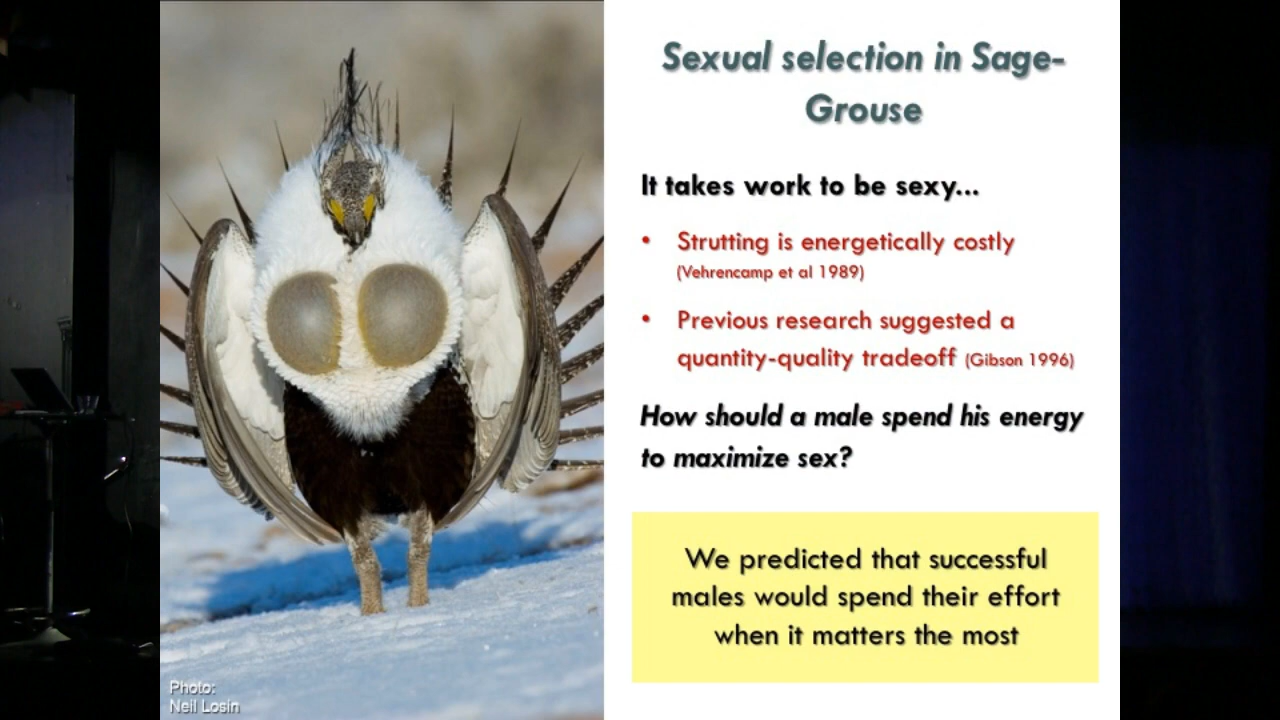 Sexual selection in Sage-
Grouse
It takes work to be sexy...
• Strutting is energetically costly
(Vehrencamp et al 1989)
• Previous research suggested a
quantity-quality tradeoff (Gibson 1996)
How should a male spend his energy
to maximize sex?
We predicted that successful
males would spend their effort
when it matters the most
Photo:
Neil Losin